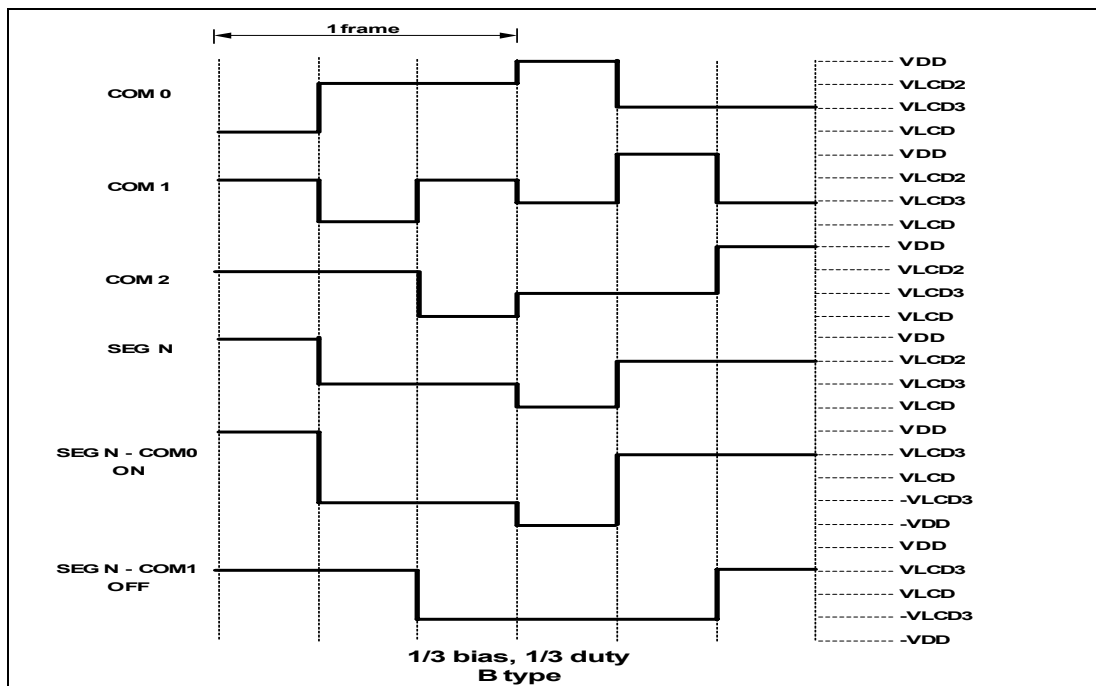 1 frame
COM 0
VDD
VLCD2
VLCD3
VLCD
COM 1
VDD
VLCD2
VLCD3
VLCD
COM 2
VDD
VLCD2
VLCD3
VLCD
SEG N
VDD
VLCD2
VLCD3
VLCD
SEG N - COM0
ON
VDD
VLCD3
VLCD
-VLCD3
-VDD
SEG N - COM1
OFF
VDD
VLCD3
VLCD
-VLCD3
-VDD
1/3 bias, 1/3 duty
B type